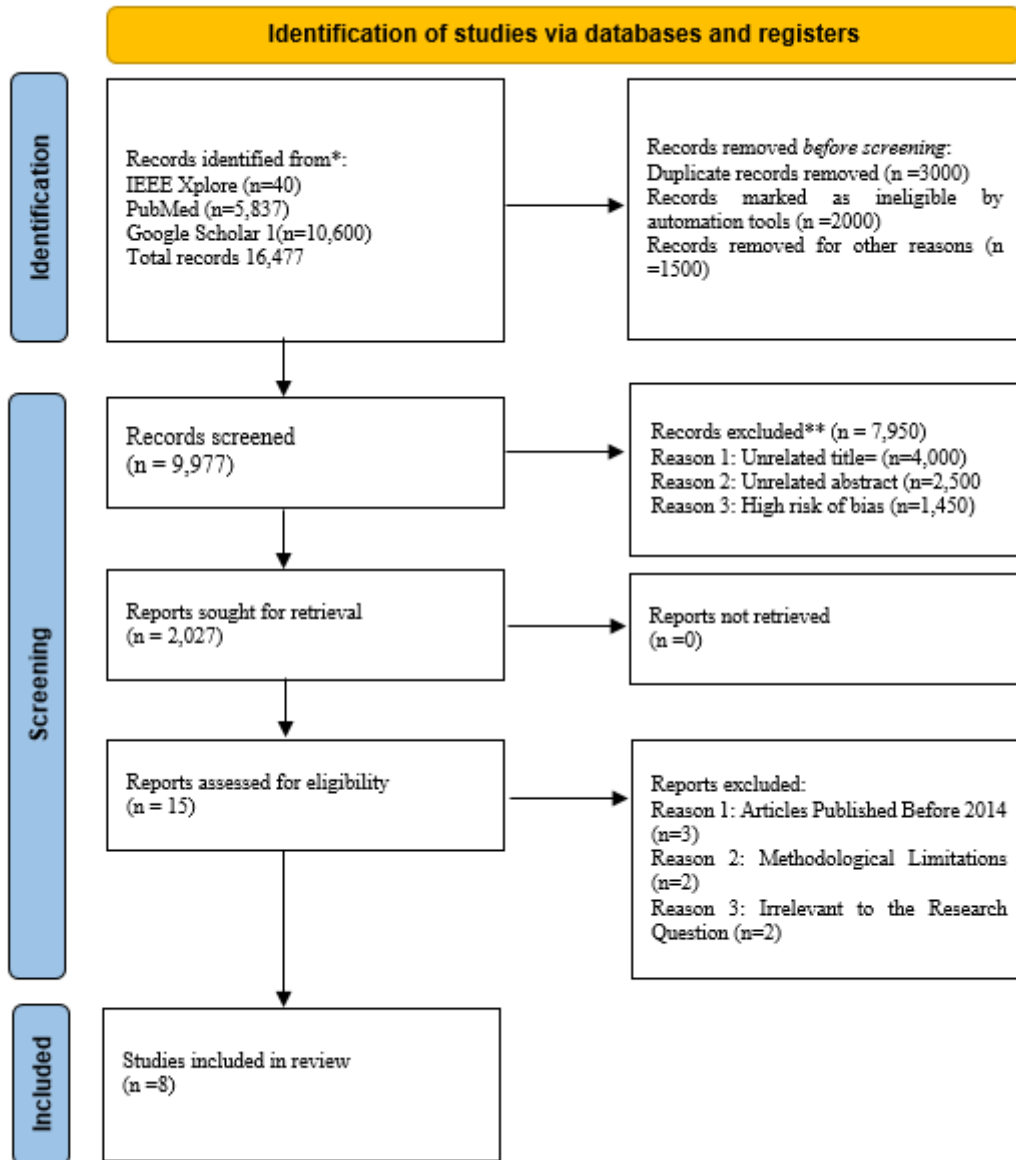 Identification of studies via databases and registers
Identification
Records identified from*:
IEEE Xplore (n=40)
PubMed (n=5,837)
Google Scholar 1(n=10,600)
Total records 16,477
Records removed before screening:
Duplicate records removed (n =3000)
Records marked as ineligible by
automation tools (n =2000)
Records removed for other reasons (n
=1500)
Screening
Records screened
(n = 9,977)
Records excluded** (n = 7,950)
Reason 1: Unrelated title= (n=4,000)
Reason 2: Unrelated abstract (n=2,500
Reason 3: High risk of bias (n=1,450)
Reports sought for retrieval
(n = 2,027)
Reports not retrieved
(n =0)
Reports assessed for eligibility
(n = 15)
Reports excluded:
Reason 1: Articles Published Before 2014
(n=3)
Reason 2: Methodological Limitations
(n=2)
Reason 3: Irrelevant to the Research
Question (n=2)
Included
Studies included in review
(n =8)